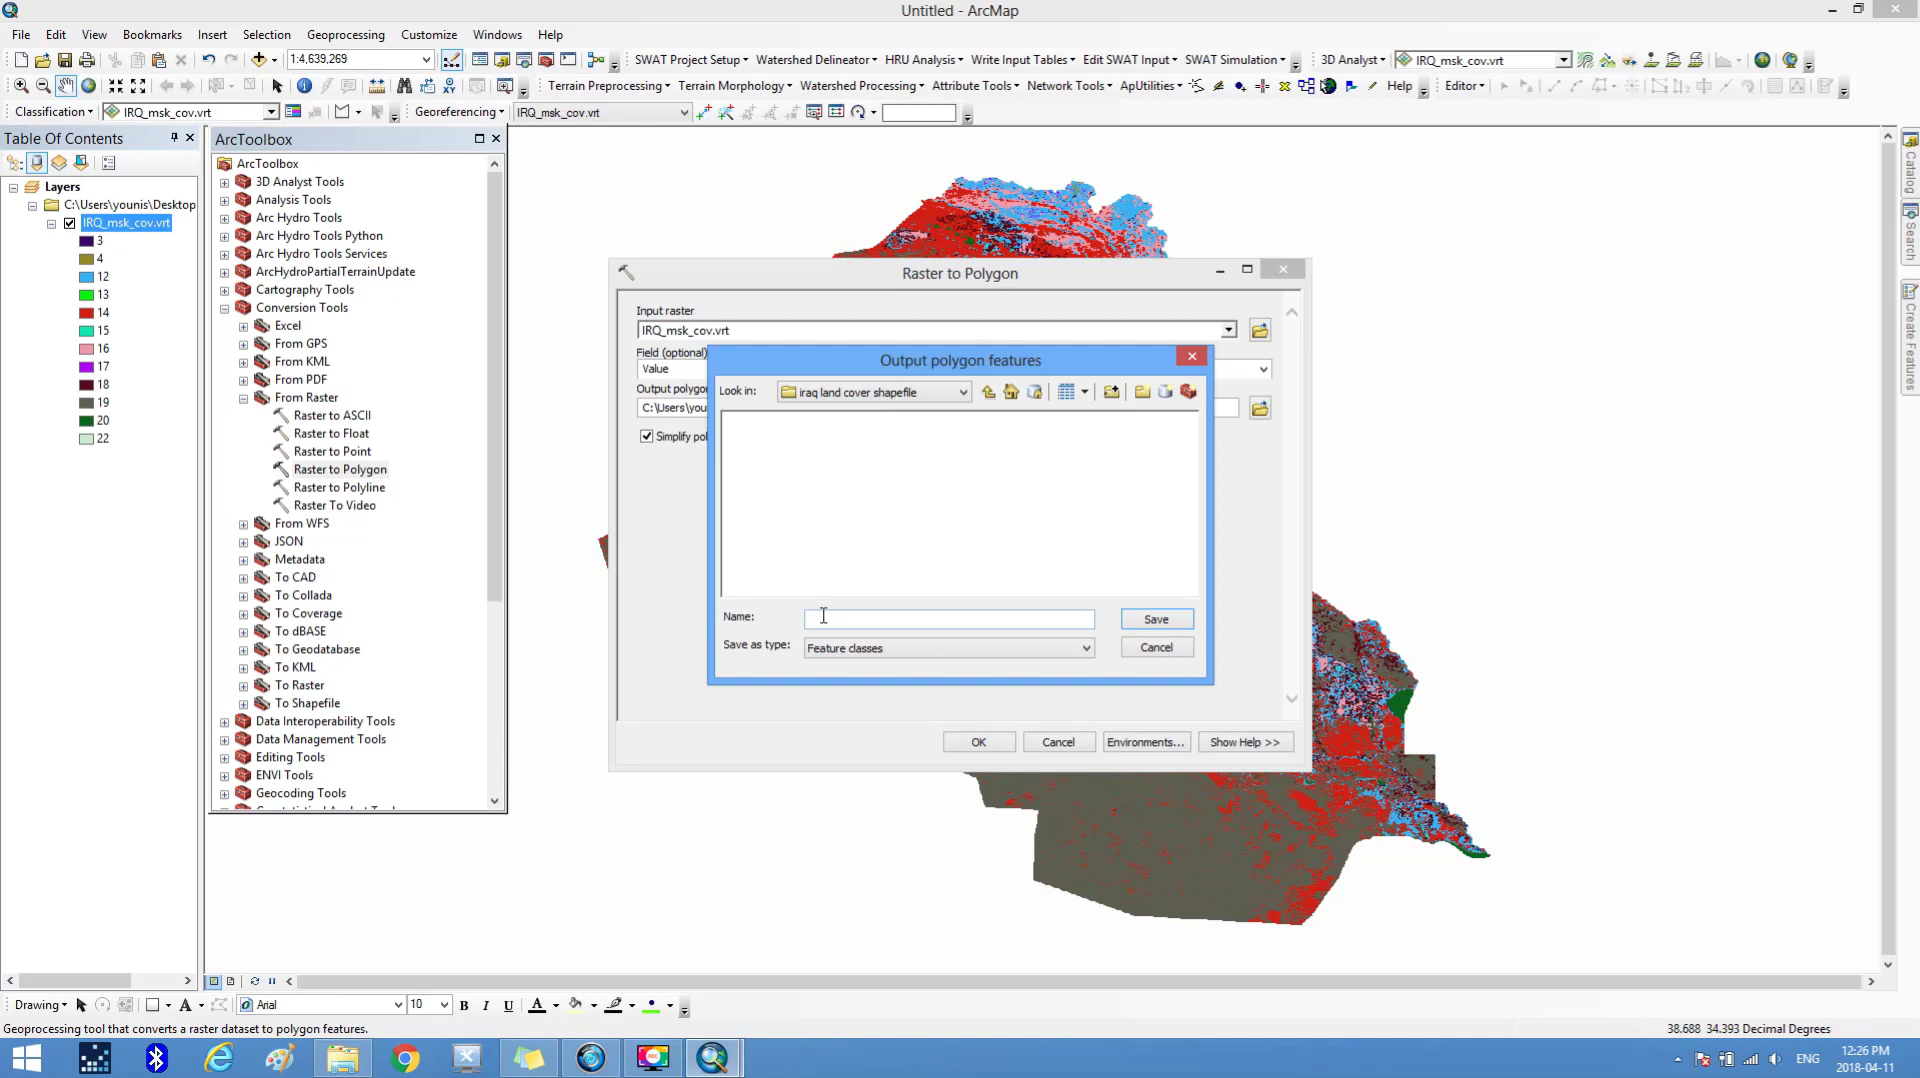 Untitled - ArcMap
File Edit View Bookmarks Insert Selection Geoprocessing Customize Windows Help
1:4,639,269 SWAT Project Setup Watershed Delineator HRU Analysis Write Input Tables Edit SWAT Input SWAT Simulation 3D Analyst IRQ_msk_cov.vrt
Terrain Preprocessing Terrain Morphology Watershed Processing Attribute Tools Network Tools ApUtilities Help Editor
Classification IRQ_msk_cov.vrt Georeferencing IRQ_msk_cov.vrt
Table Of Contents
Layers
C:\Users\younis\Desktop
IRQ_msk_cov.vrt
3
4
12
13
14
15
16
17
18
19
20
22
ArcToolbox
ArcToolbox
3D Analyst Tools
Analysis Tools
Arc Hydro Tools
Arc Hydro Tools Python
Arc Hydro Tools Services
ArcHydroPartialTerrainUpdate
Cartography Tools
Conversion Tools
Excel
From GPS
From KML
From PDF
From Raster
Raster to ASCII
Raster to Float
Raster to Point
Raster to Polygon
Raster to Polyline
Raster To Video
From WFS
JSON
Metadata
To CAD
To Collada
To Coverage
To dBASE
To Geodatabase
To KML
To Raster
To Shapefile
Data Interoperability Tools
Data Management Tools
Editing Tools
ENVI Tools
Geocoding Tools
Raster to Polygon
Input raster
IRQ_msk_cov.vrt
Field (optional)
Value
Output polygo
C:\Users\you
Simplify pol
OK Cancel Environments... Show Help >>
Output polygon features
Look in: iraq land cover shapefile
Name: Save
Save as type: Feature classes Cancel
Catalog
Search
Create Features
Drawing Arial 10 B I U A
Geoprocessing tool that converts a raster dataset to polygon features.
38.688 34.393 Decimal Degrees
ENG
12:26 PM
2018-04-11